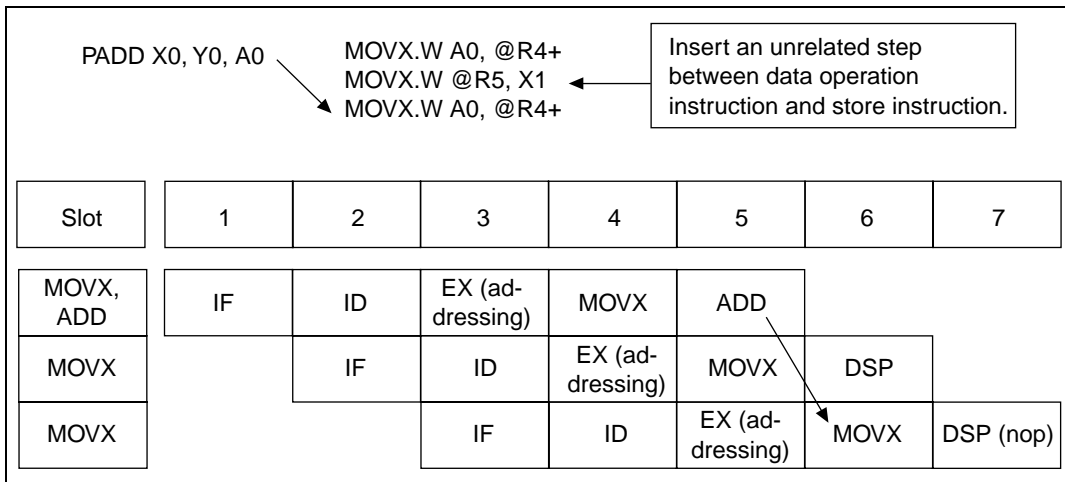 PADD X0, Y0, A0
MOVX.W A0, @R4+
MOVX.W @R5, X1
MOVX.W A0, @R4+
Insert an unrelated step
between data operation
instruction and store instruction.
Slot 1 2 3 4 5 6 7
MOVX,
ADD
IF
ID
EX (ad-
dressing)
MOVX
ADD
MOVX
IF
ID
EX (ad-
dressing)
MOVX
DSP
MOVX
IF
ID
EX (ad-
dressing)
MOVX
DSP (nop)